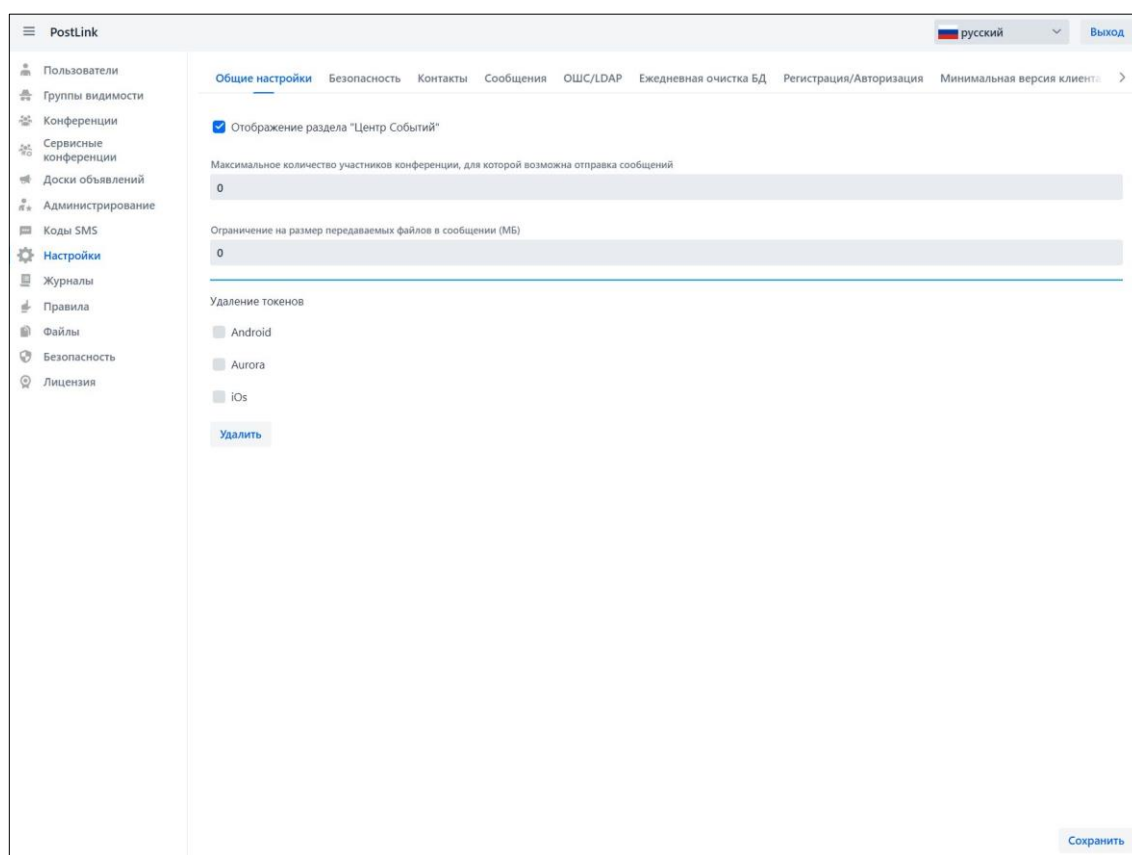 PostLink
русский
Выход
Пользователи
Группы видимости
Конференции
Сервисные
конференции
Доски объявлений
Администрирование
Коды SMS
Настройки
Журналы
Правила
Файлы
Безопасность
Лицензия
Общие настройки Безопасность Контакты Сообщения ОШС/LDAP Ежедневная очистка БД Регистрация/Авторизация Минимальная версия клиента
Отображение раздела "Центр Событий"
Максимальное количество участников конференции, для которой возможна отправка сообщений
0
Ограничение на размер передаваемых файлов в сообщении (МБ)
0
Удаление токенов
Android
Aurora
iOs
Удалить
Сохранить